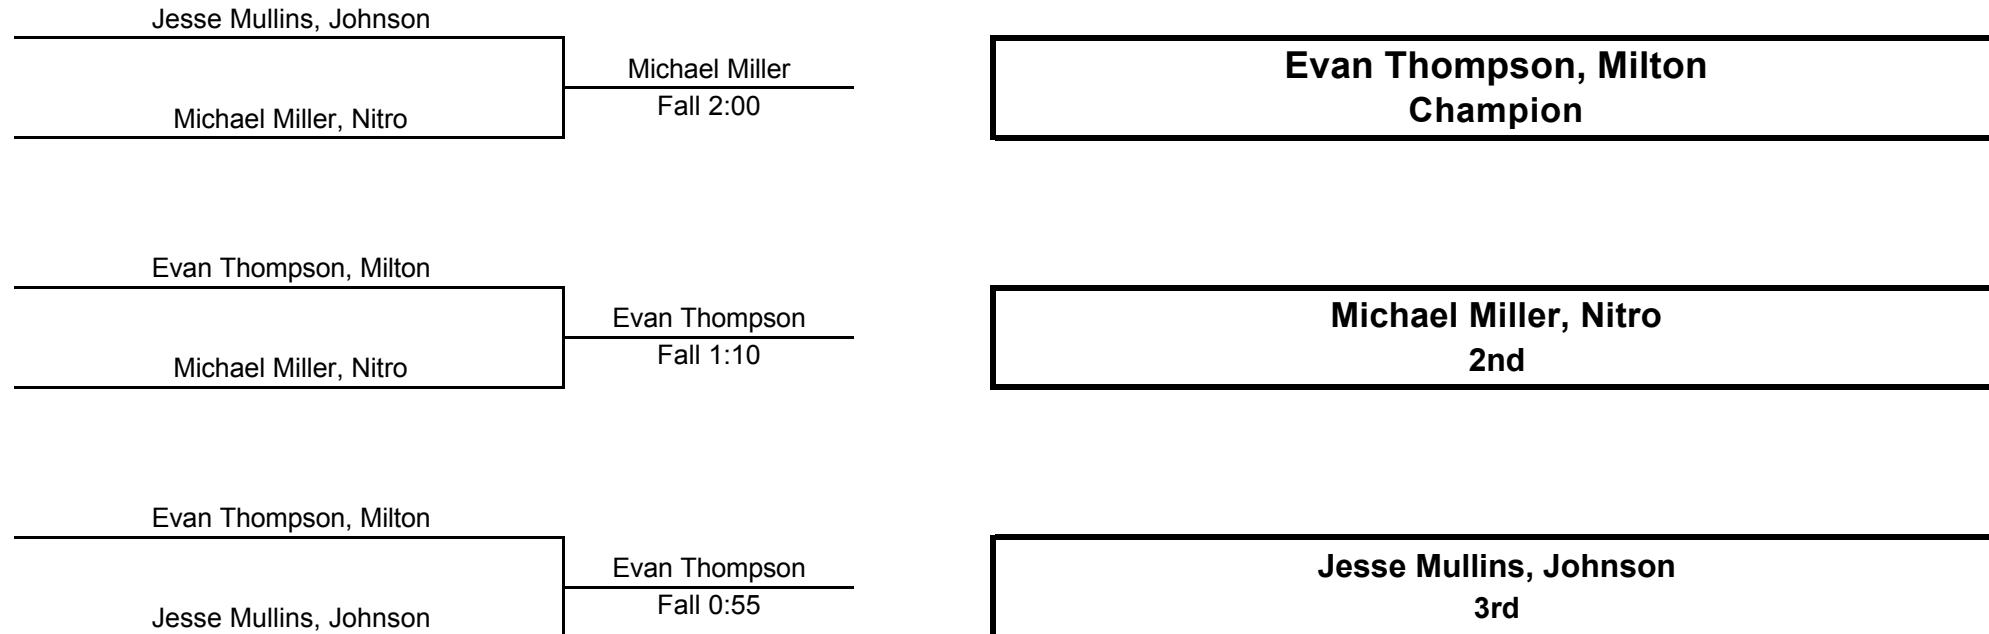 Jesse Mullins, Johnson
Michael Miller
Fall 2:00
Michael Miller, Nitro
Evan Thompson, Milton
Champion
Evan Thompson, Milton
Evan Thompson
Fall 1:10
Michael Miller, Nitro
Michael Miller, Nitro
2nd
Evan Thompson, Milton
Evan Thompson
Fall 0:55
Jesse Mullins, Johnson
Jesse Mullins, Johnson
3rd